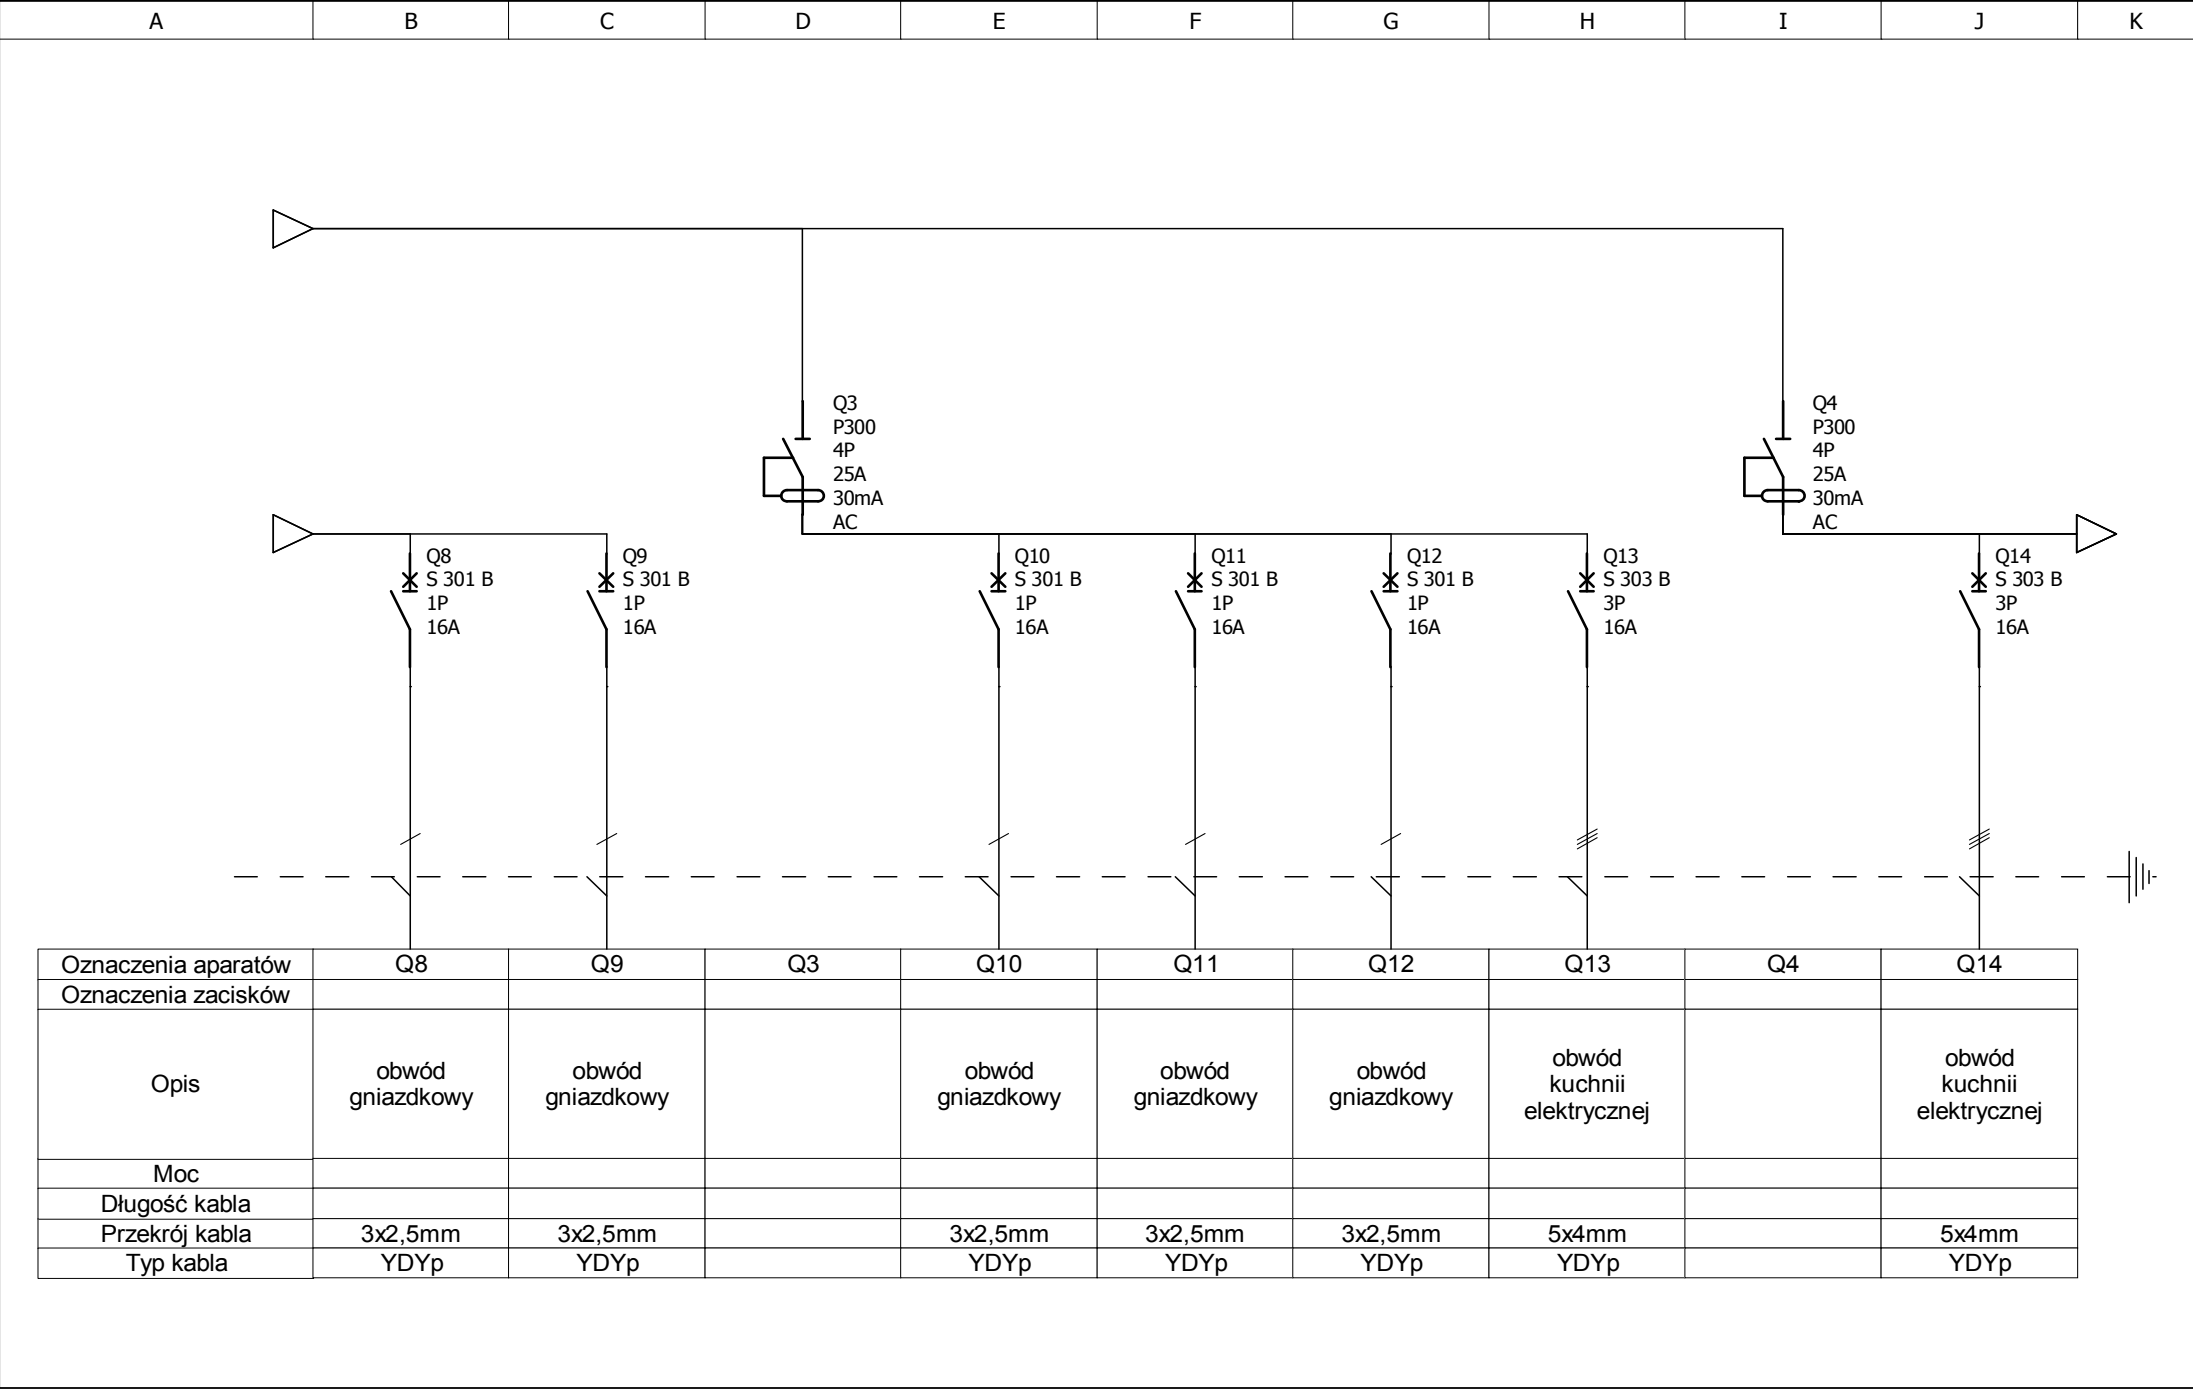 A B C D E F G H I J K
Q3
P300
4P
25A
30mA
AC
Q4
P300
4P
25A
30mA
AC
Q8
S 301 B
1P
16A
Q9
S 301 B
1P
16A
Q10
S 301 B
1P
16A
Q11
S 301 B
1P
16A
Q12
S 301 B
1P
16A
Q13
S 303 B
3P
16A
Q14
S 303 B
3P
16A
Oznaczenia aparatów Q8 Q9 Q3 Q10 Q11 Q12 Q13 Q4 Q14
Oznaczenia zacisków
Opis
obwód
gniazdkowy
obwód
gniazdkowy
obwód
gniazdkowy
obwód
gniazdkowy
obwód
gniazdkowy
obwód
kuchnii
elektrycznej
obwód
kuchnii
elektrycznej
Moc
Długość kabla
Przekrój kabla 3x2,5mm 3x2,5mm 3x2,5mm 3x2,5mm 3x2,5mm 5x4mm 5x4mm
Typ kabla YDYp YDYp YDYp YDYp YDYp YDYp YDYp